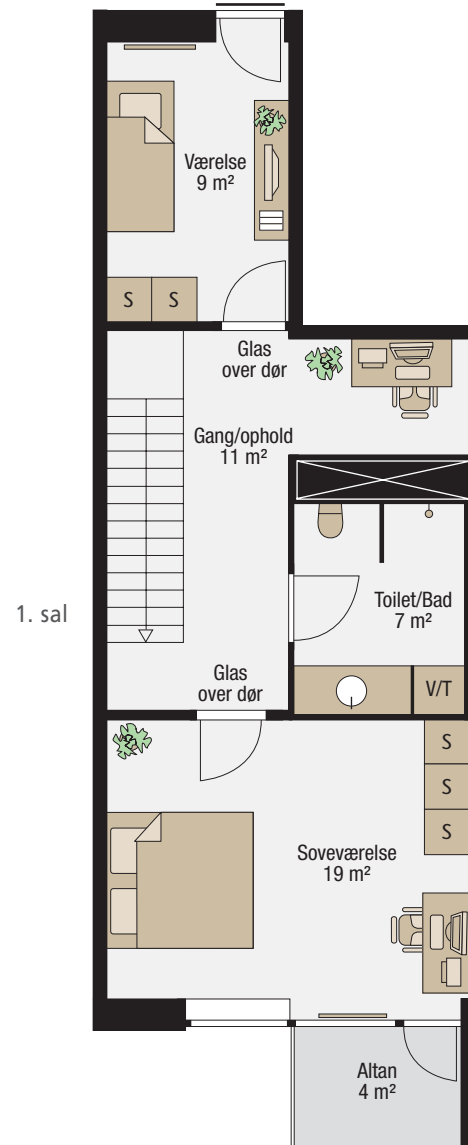 Værelse
9 m²
S S
Glas
over dør
Gang/ophold
11 m²
1. sal
Toilet/Bad
7 m²
Glas
over dør
V/T
S
S
S
Soveværelse
19 m²
Altan
4 m²